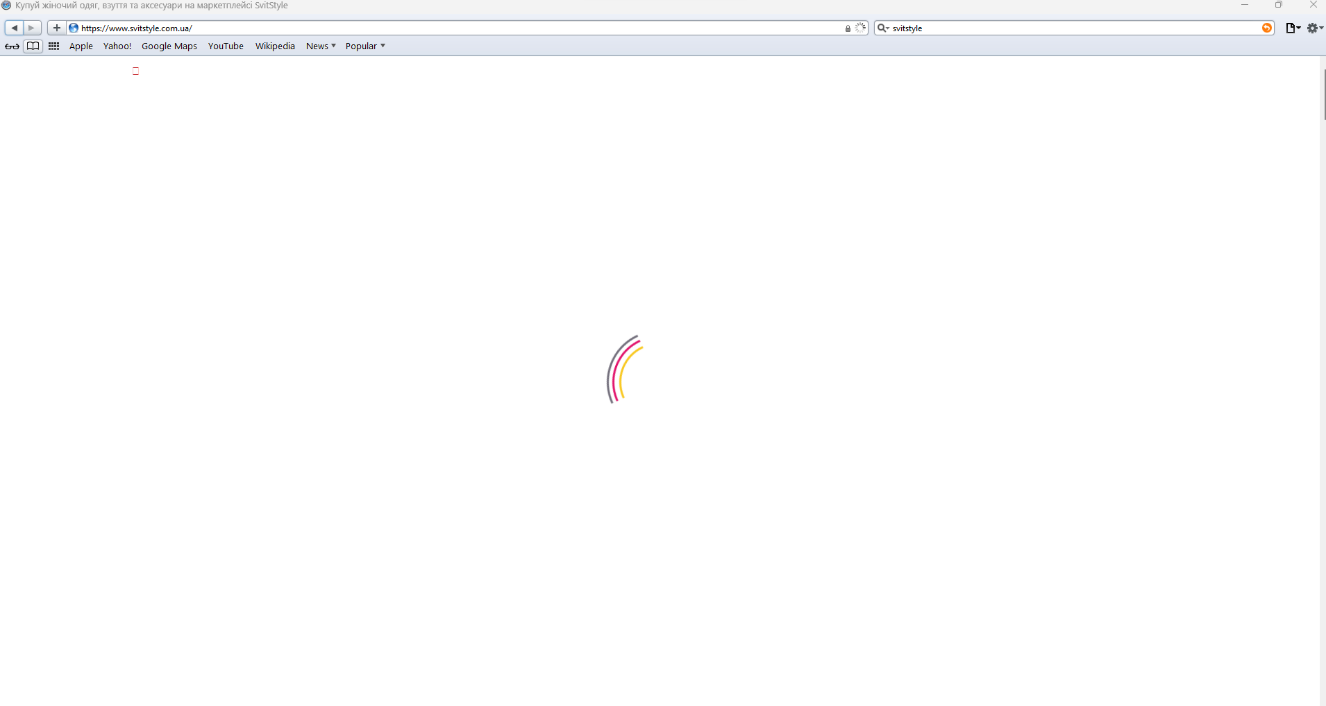 Купуй жіночий одяг, взуття та аксесуари на маркетплейсі SvitStyle
https://www.svitstyle.com.ua/
svitstyle
Apple Yahoo! Google Maps YouTube Wikipedia News Popular